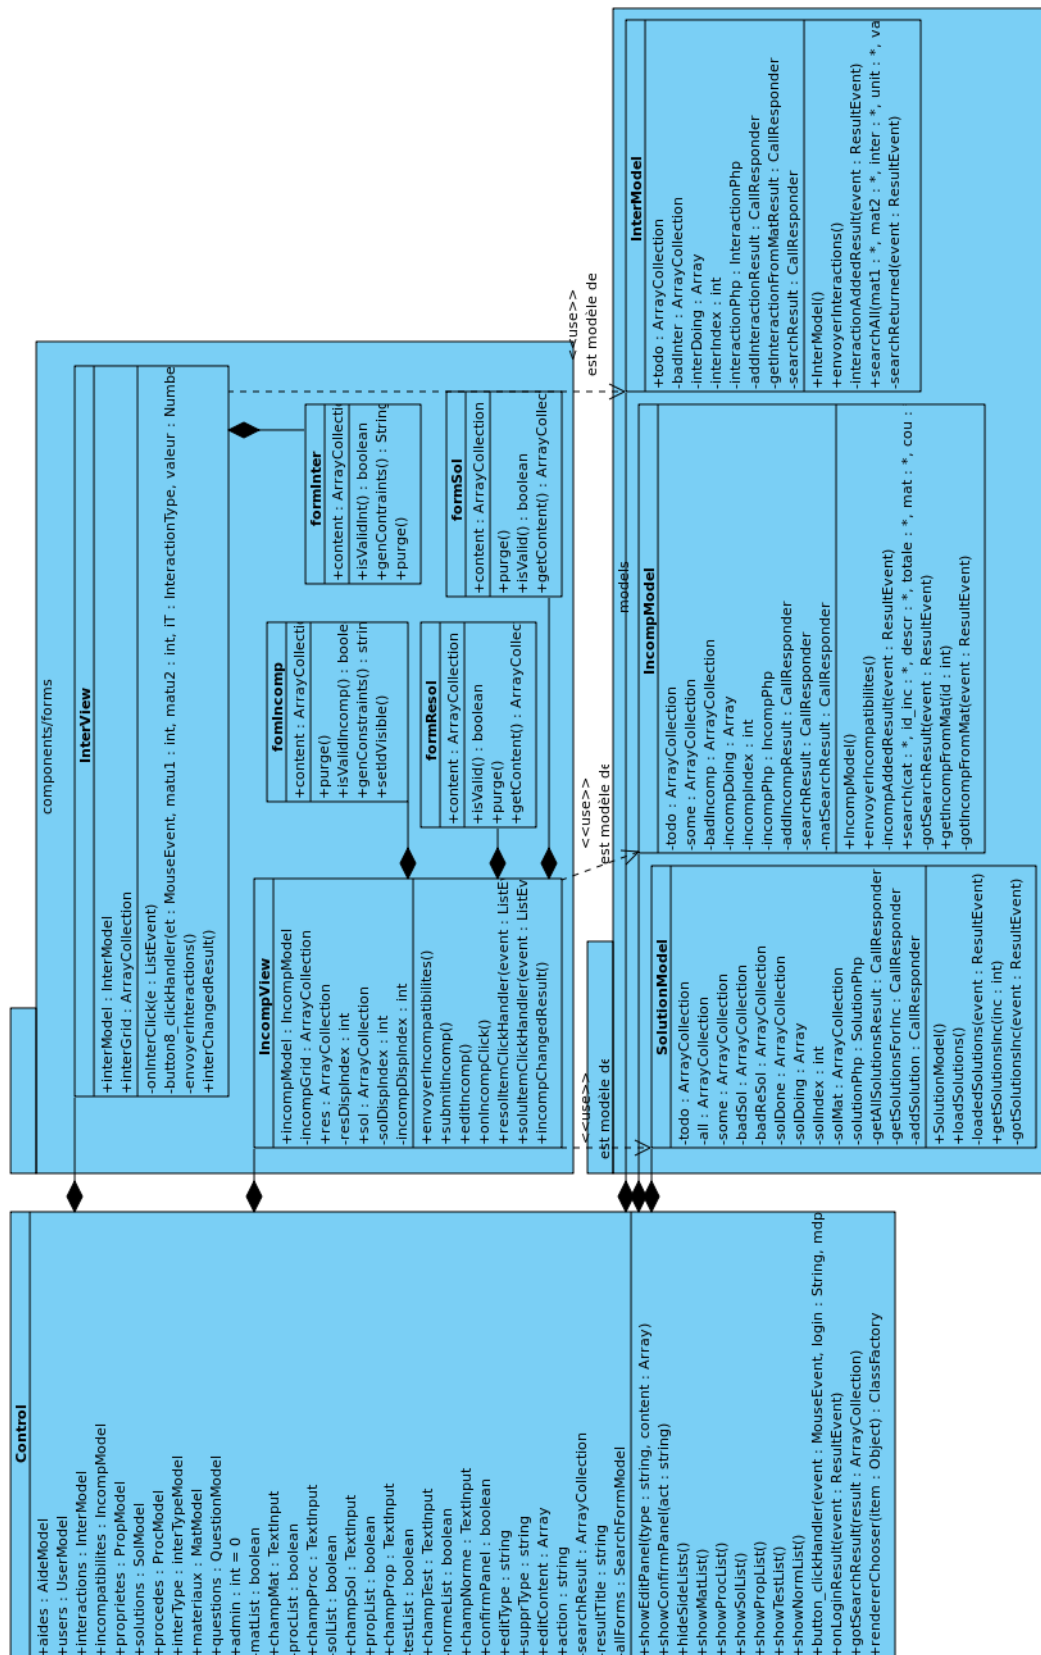 Control
+aides : AideModel
+users : UserModel
+interactions : InterModel
+incompatibilites : IncompModel
+proprietes : PropModel
+solutions : SolModel
+procedes : ProcedModel
+interType : interTypeModel
+materiaux : MatModel
+questions : QuestionModel
+admin : int = 0
-matList : boolean
+champMat : TextInput
-procList : boolean
+champProc : TextInput
-solList : boolean
+champSol : TextInput
+propList : boolean
+champProp : TextInput
-testList : boolean
+champTest : TextInput
-normeList : boolean
+champNorme : TextInput
+confirmPanel : boolean
+editType : string
+supprType : string
+editContent : Array
+action : string
-searchResult : ArrayCollection
-resultTitle : string
-allForms : SearchFormModel
+showEditPanel(type : string, content : Array)
+showConfirmPanel(act : string)
+hideSideLists()
+showMatList()
+showProcList()
+showSolList()
+showPropList()
+showTestList()
+showNormList()
+button_clickHandler(event : MouseEvent, login : String, mdp
+onLoginResult(event : ResultEvent)
+gotSearchResult(result : ArrayCollection)
+rendererChooser(item : Object) : ClassFactory
components/forms
InterView
+interModel : InterModel
+interGrid : ArrayCollection
-onInterClick(e : ListEvent)
-button8_clickHandler(et : MouseEvent, matu1 : int, matu2 : int, iT : InteractionType, valeur : Numbe
-envoyerInteractions()
+interChangedResult()
IncompView
+incompModel : IncompModel
-incompGrid : ArrayCollection
+res : ArrayCollection
-resDispIndex : int
+sol : ArrayCollection
-solDispIndex : int
-incompDIspIndex : int
+envoyerIncompatibilites()
+submitIncomp()
+editIncomp()
+onIncompClick()
+resolItemClickHandler(event : ListEv
+soluItemClickHandler(event : ListEv
+incompChangedResult()
formIncomp
+content : ArrayCollecti
+purge()
+isValidIncomp() : boole
+genConstraints() : strin
+setIdVisible()
formInter
+content : ArrayCollecti
+isValidInt() : boolean
+genContraints() : String
+purge()
formResol
+content : ArrayCollection
+isValid() : boolean
+purge()
+getContent() : ArrayCollec
formSol
+content : ArrayCollection
+purge()
+isValid() : boolean
+getContent() : ArrayCollec
<<use>>
est modèle de
<<use>>
est modèle de
<<use>>
est modèle de
models
SolutionModel
-todo : ArrayCollection
-all : ArrayCollection
-some : ArrayCollection
-badSol : ArrayCollection
-badReSol : ArrayCollection
-solDone : ArrayCollection
-solDoing : Array
-solIndex : int
-solMat : ArrayCollection
-solutionPhp : SolutionPhp
-getAllSolutionsResult : CallResponder
-getSolutionsForInc : CallResponder
-addSolution : CallResponder
+SolutionModel()
+loadSolutions()
-loadedSolutions(event : ResultEvent)
+getSolutionsInc(inc : int)
-gotSolutionsInc(event : ResultEvent)
IncompModel
-todo : ArrayCollection
-some : ArrayCollection
-badIncomp : ArrayCollection
-incompDoing : Array
-incompIndex : int
-incompPhp : IncompPhp
-addIncompResult : CallResponder
-searchResult : CallResponder
-matSearchResult : CallResponder
+IncompModel()
+envoyerIncompatibilites()
-incompAddedResult(event : ResultEvent)
+search(cat : *, id_inc : *, descr : *, totale : *, mat : *, cou :
-gotSearchResult(event : ResultEvent)
+getIncompFromMat(id : int)
-gotIncompFromMat(event : ResultEvent)
InterModel
+todo : ArrayCollection
-badInter : ArrayCollection
-interDoing : Array
-interIndex : int
-interactionPhp : InteractionPhp
-addInteractionResult : CallResponder
-getInteractionFromMatResult : CallResponder
-searchResult : CallResponder
+InterModel()
+envoyerInteractions()
-interactionAddedResult(event : ResultEvent)
+searchAll(mat1 : *, mat2 : *, inter : *, unit : *, va
-searchReturned(event : ResultEvent)